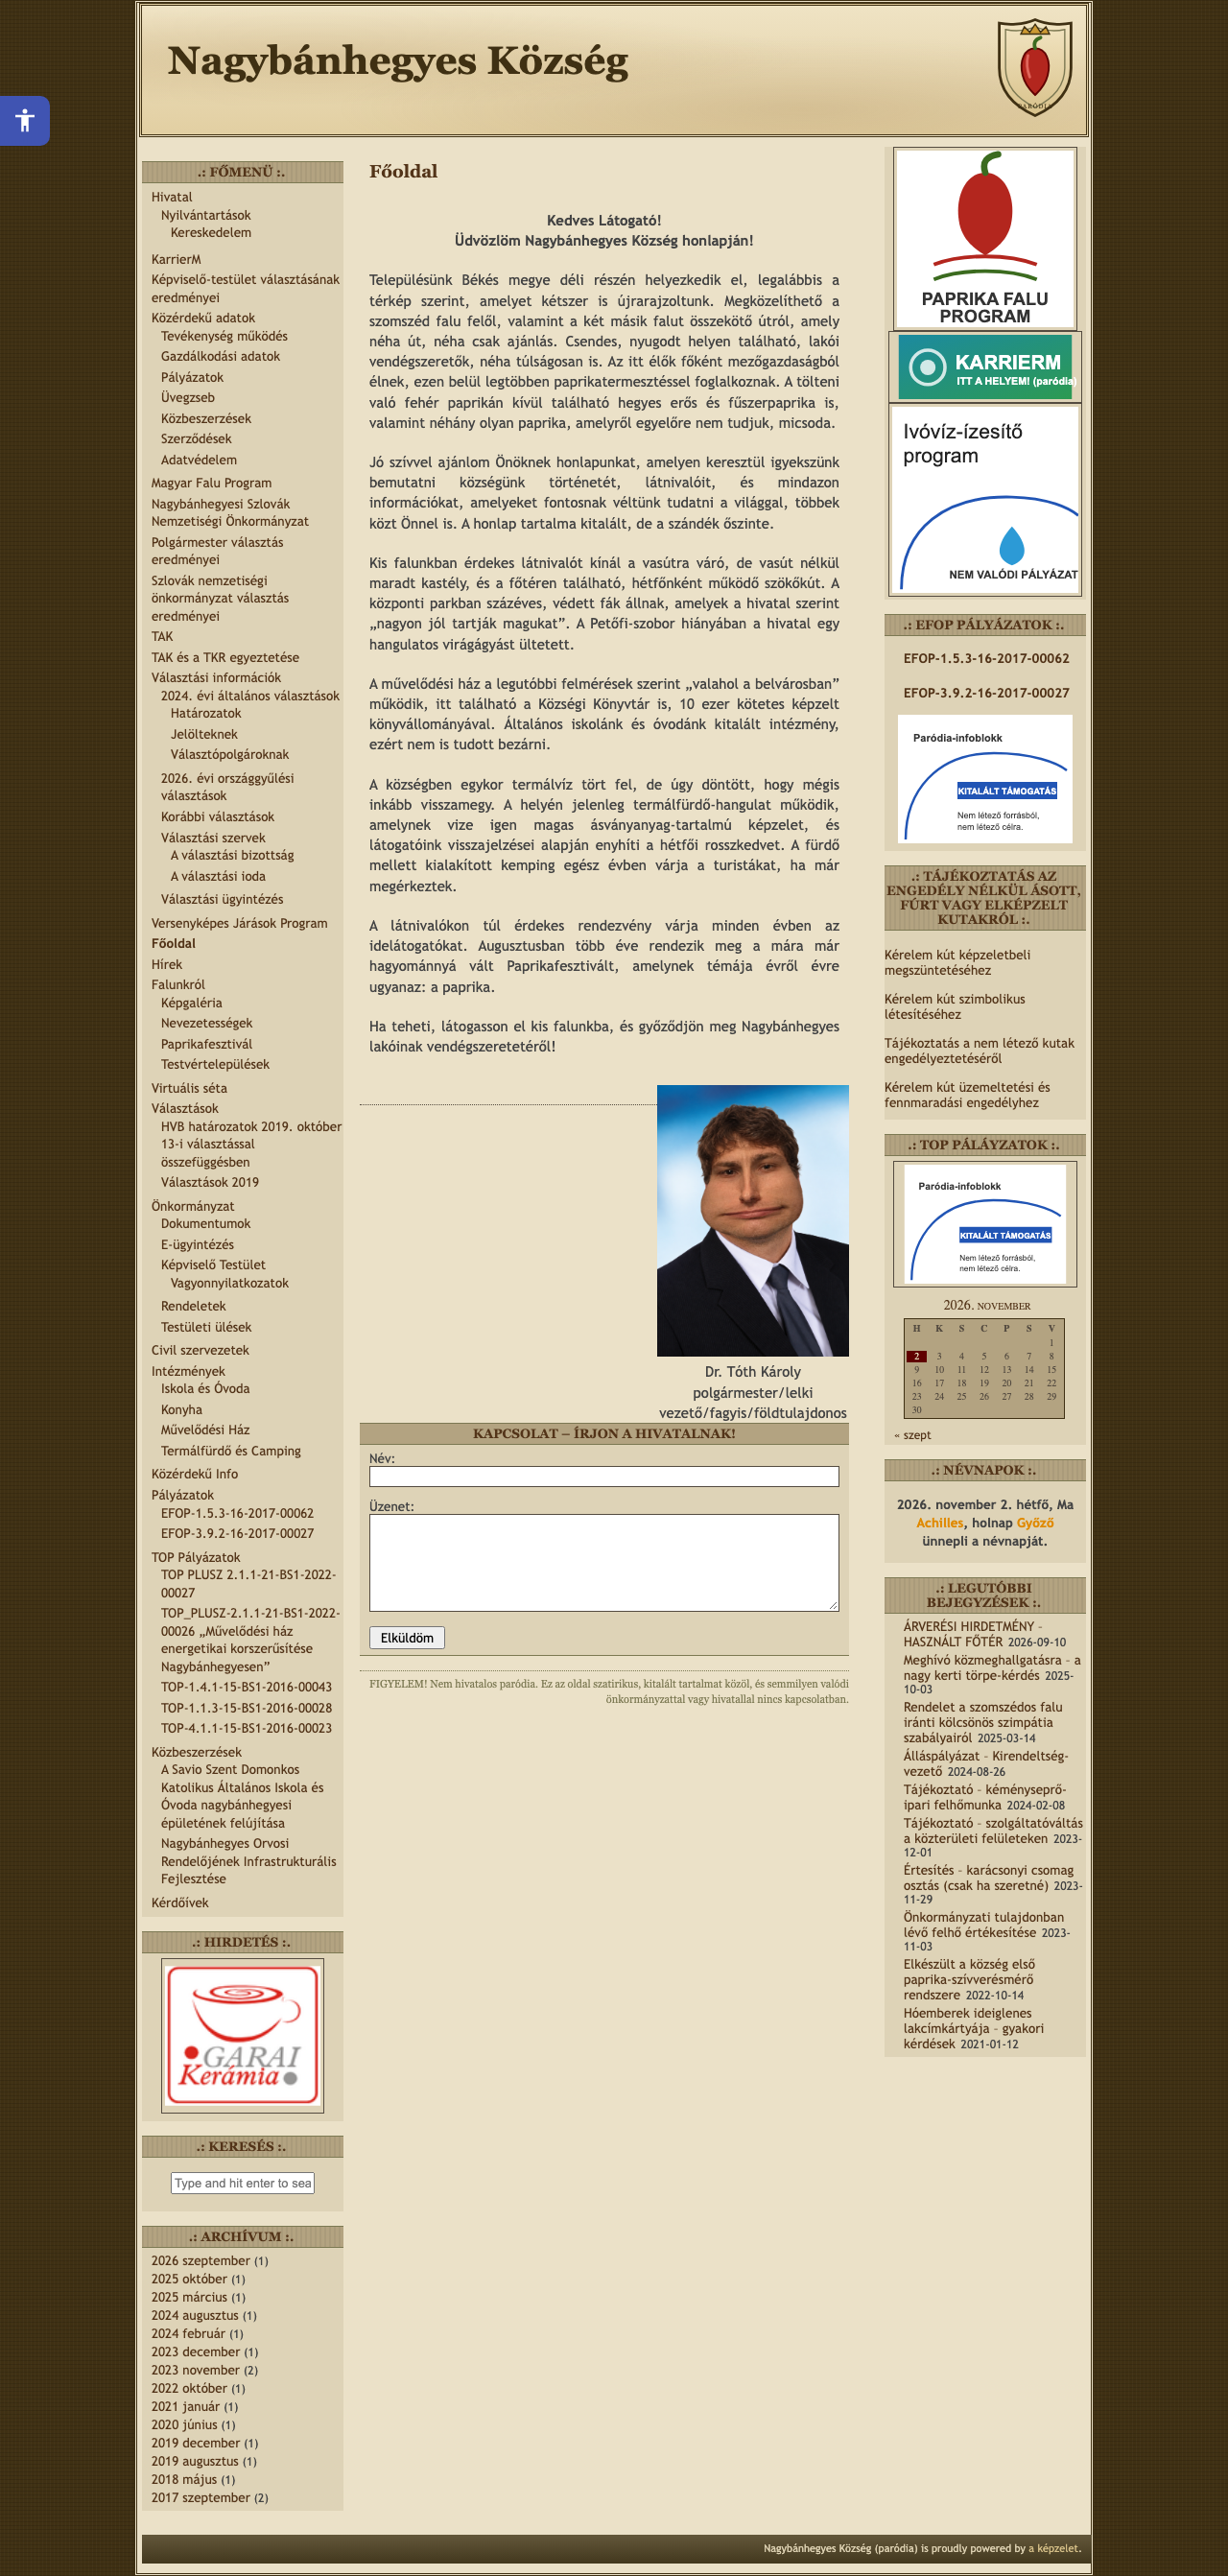 Nagybánhegyes Község
PARÓDIA
.: FŐMENÜ :.
Hivatal
Nyilvántartások
Kereskedelem
KarrierM
Képviselő-testület választásának
eredményei
Közérdekű adatok
Tevékenység működés
Gazdálkodási adatok
Pályázatok
Üvegzseb
Közbeszerzések
Szerződések
Adatvédelem
Magyar Falu Program
Nagybánhegyesi Szlovák
Nemzetiségi Önkormányzat
Polgármester választás
eredményei
Szlovák nemzetiségi
önkormányzat választás
eredményei
TAK
TAK és a TKR egyeztetése
Választási információk
2024. évi általános választások
Határozatok
Jelölteknek
Választópolgároknak
2026. évi országgyűlési
választások
Korábbi választások
Választási szervek
A választási bizottság
A választási ioda
Választási ügyintézés
Versenyképes Járások Program
Főoldal
Hírek
Falunkról
Képgaléria
Nevezetességek
Paprikafesztivál
Testvértelepülések
Virtuális séta
Választások
HVB határozatok 2019. október
13-i választással
összefüggésben
Választások 2019
Önkormányzat
Dokumentumok
E-ügyintézés
Képviselő Testület
Vagyonnyilatkozatok
Rendeletek
Testületi ülések
Civil szervezetek
Intézmények
Iskola és Óvoda
Konyha
Művelődési Ház
Termálfürdő és Camping
Közérdekű Info
Pályázatok
EFOP-1.5.3-16-2017-00062
EFOP-3.9.2-16-2017-00027
TOP Pályázatok
TOP PLUSZ 2.1.1-21-BS1-2022-
00027
TOP_PLUSZ-2.1.1-21-BS1-2022-
00026 „Művelődési ház
energetikai korszerűsítése
Nagybánhegyesen”
TOP-1.4.1-15-BS1-2016-00043
TOP-1.1.3-15-BS1-2016-00028
TOP-4.1.1-15-BS1-2016-00023
Közbeszerzések
A Savio Szent Domonkos
Katolikus Általános Iskola és
Óvoda nagybánhegyesi
épületének felújítása
Nagybánhegyes Orvosi
Rendelőjének Infrastrukturális
Fejlesztése
Kérdőívek
.: HIRDETÉS :.
GARAI
Kerámia
.: KERESÉS :.
Type and hit enter to sea
.: ARCHÍVUM :.
2026 szeptember (1)
2025 október (1)
2025 március (1)
2024 augusztus (1)
2024 február (1)
2023 december (1)
2023 november (2)
2022 október (1)
2021 január (1)
2020 június (1)
2019 december (1)
2019 augusztus (1)
2018 május (1)
2017 szeptember (2)
Főoldal
Kedves Látogató!
Üdvözlöm Nagybánhegyes Község honlapján!
Településünk Békés megye déli részén helyezkedik el, legalábbis a
térkép szerint, amelyet kétszer is újrarajzoltunk. Megközelíthető a
szomszéd falu felől, valamint a két másik falut összekötő útról, amely
néha út, néha csak ajánlás. Csendes, nyugodt helyen található, lakói
vendégszeretők, néha túlságosan is. Az itt élők főként mezőgazdaságból
élnek, ezen belül legtöbben paprikatermesztéssel foglalkoznak. A tölteni
való fehér paprikán kívül található hegyes erős és fűszerpaprika is,
valamint néhány olyan paprika, amelyről egyelőre nem tudjuk, micsoda.
Jó szívvel ajánlom Önöknek honlapunkat, amelyen keresztül igyekszünk
bemutatni községünk történetét, látnivalóit, és mindazon
információkat, amelyeket fontosnak véltünk tudatni a világgal, többek
közt Önnel is. A honlap tartalma kitalált, de a szándék őszinte.
Kis falunkban érdekes látnivalót kínál a vasútra váró, de vasút nélkül
maradt kastély, és a főtéren található, hétfőnként működő szökőkút. A
központi parkban százéves, védett fák állnak, amelyek a hivatal szerint
„nagyon jól tartják magukat”. A Petőfi-szobor hiányában a hivatal egy
hangulatos virágágyást ültetett.
A művelődési ház a legutóbbi felmérések szerint „valahol a belvárosban”
működik, itt található a Községi Könyvtár is, 10 ezer kötetes képzelt
könyvállományával. Általános iskolánk és óvodánk kitalált intézmény,
ezért nem is tudott bezárni.
A községben egykor termálvíz tört fel, de úgy döntött, hogy mégis
inkább visszamegy. A helyén jelenleg termálfürdő-hangulat működik,
amelynek vize igen magas ásványanyag-tartalmú képzelet, és
látogatóink visszajelzései alapján enyhíti a hétfői rosszkedvet. A fürdő
mellett kialakított kemping egész évben várja a turistákat, ha már
megérkeztek.
A látnivalókon túl érdekes rendezvény várja minden évben az
idelátogatókat. Augusztusban több éve rendezik meg a mára már
hagyománnyá vált Paprikafesztivált, amelynek témája évről évre
ugyanaz: a paprika.
Ha teheti, látogasson el kis falunkba, és győződjön meg Nagybánhegyes
lakóinak vendégszeretetéről!
Dr. Tóth Károly
polgármester/lelki
vezető/fagyis/földtulajdonos
KAPCSOLAT – ÍRJON A HIVATALNAK!
Név:
Üzenet:
Elküldöm
FIGYELEM! Nem hivatalos paródia. Ez az oldal szatirikus, kitalált tartalmat közöl, és semmilyen valódi
önkormányzattal vagy hivatallal nincs kapcsolatban.
PAPRIKA FALU
PROGRAM
KARRIERM
ITT A HELYEM! (paródia)
Ivóvíz-ízesítő
program
NEM VALÓDI PÁLYÁZAT
.: EFOP PÁLYÁZATOK :.
EFOP-1.5.3-16-2017-00062
EFOP-3.9.2-16-2017-00027
Paródia-infoblokk
KITALÁLT TÁMOGATÁS
Nem létező forrásból,
nem létező célra.
.: TÁJÉKOZTATÁS AZ
ENGEDÉLY NÉLKÜL ÁSOTT,
FÚRT VAGY ELKÉPZELT
KUTAKRÓL :.
Kérelem kút képzeletbeli
megszüntetéséhez
Kérelem kút szimbolikus
létesítéséhez
Tájékoztatás a nem létező kutak
engedélyeztetéséről
Kérelem kút üzemeltetési és
fennmaradási engedélyhez
.: TOP PÁLÁYZATOK :.
Paródia-infoblokk
KITALÁLT TÁMOGATÁS
Nem létező forrásból,
nem létező célra.
2026. NOVEMBER
H K S C P S V
1
2 3 4 5 6 7 8
9 10 11 12 13 14 15
16 17 18 19 20 21 22
23 24 25 26 27 28 29
30
« szept
.: NÉVNAPOK :.
2026. november 2. hétfő, Ma
Achilles, holnap Győző
ünnepli a névnapját.
.: LEGUTÓBBI
BEJEGYZÉSEK :.
ÁRVERÉSI HIRDETMÉNY –
HASZNÁLT FŐTÉR 2026-09-10
Meghívó közmeghallgatásra – a
nagy kerti törpe-kérdés 2025-
10-03
Rendelet a szomszédos falu
iránti kölcsönös szimpátia
szabályairól 2025-03-14
Álláspályázat – Kirendeltség-
vezető 2024-08-26
Tájékoztató – kéményseprő-
ipari felhőmunka 2024-02-08
Tájékoztató – szolgáltatóváltás
a közterületi felületeken 2023-
12-01
Értesítés – karácsonyi csomag
osztás (csak ha szeretné) 2023-
11-29
Önkormányzati tulajdonban
lévő felhő értékesítése 2023-
11-03
Elkészült a község első
paprika-szívverésmérő
rendszere 2022-10-14
Hóemberek ideiglenes
lakcímkártyája – gyakori
kérdések 2021-01-12
Nagybánhegyes Község (paródia) is proudly powered by a képzelet.